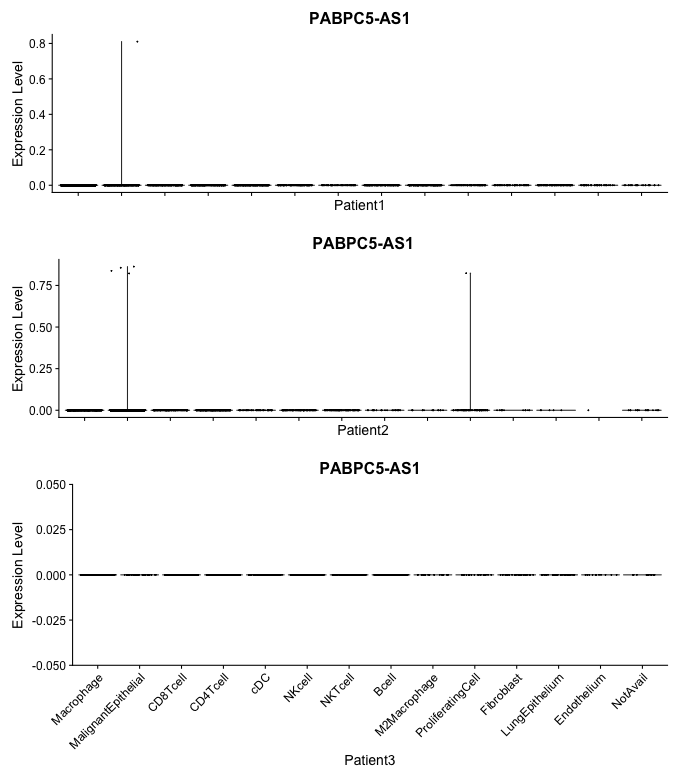 PABPC5-AS1
Expression Level
0.8
0.6
0.4
0.2
0.0
Patient1
PABPC5-AS1
Expression Level
0.75
0.50
0.25
0.00
Patient2
PABPC5-AS1
Expression Level
0.050
0.025
0.000
-0.025
-0.050
Macrophage
MalignantEpithelial
CD8Tcell
CD4Tcell
cDC
NKcell
NKTcell
Bcell
M2Macrophage
ProliferatingCell
Fibroblast
LungEpithelium
Endothelium
NotAvail
Patient3